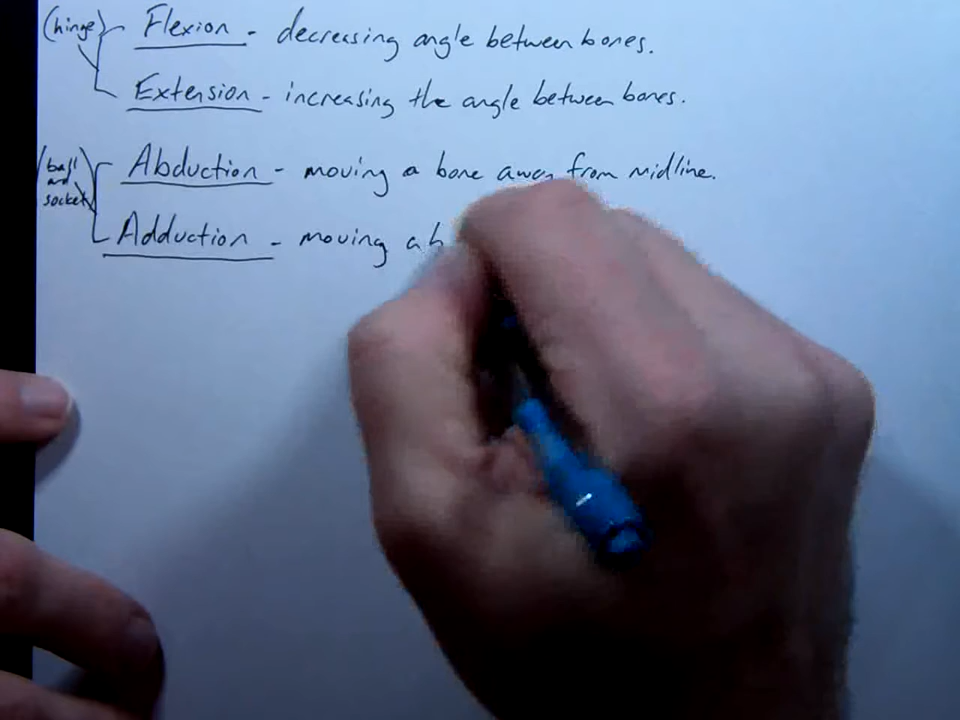 (hinge) Flexion - decreasing angle between bones.
Extension - increasing the angle between bones.
(ball and socket) Abduction - moving a bone away from midline.
Adduction - moving a